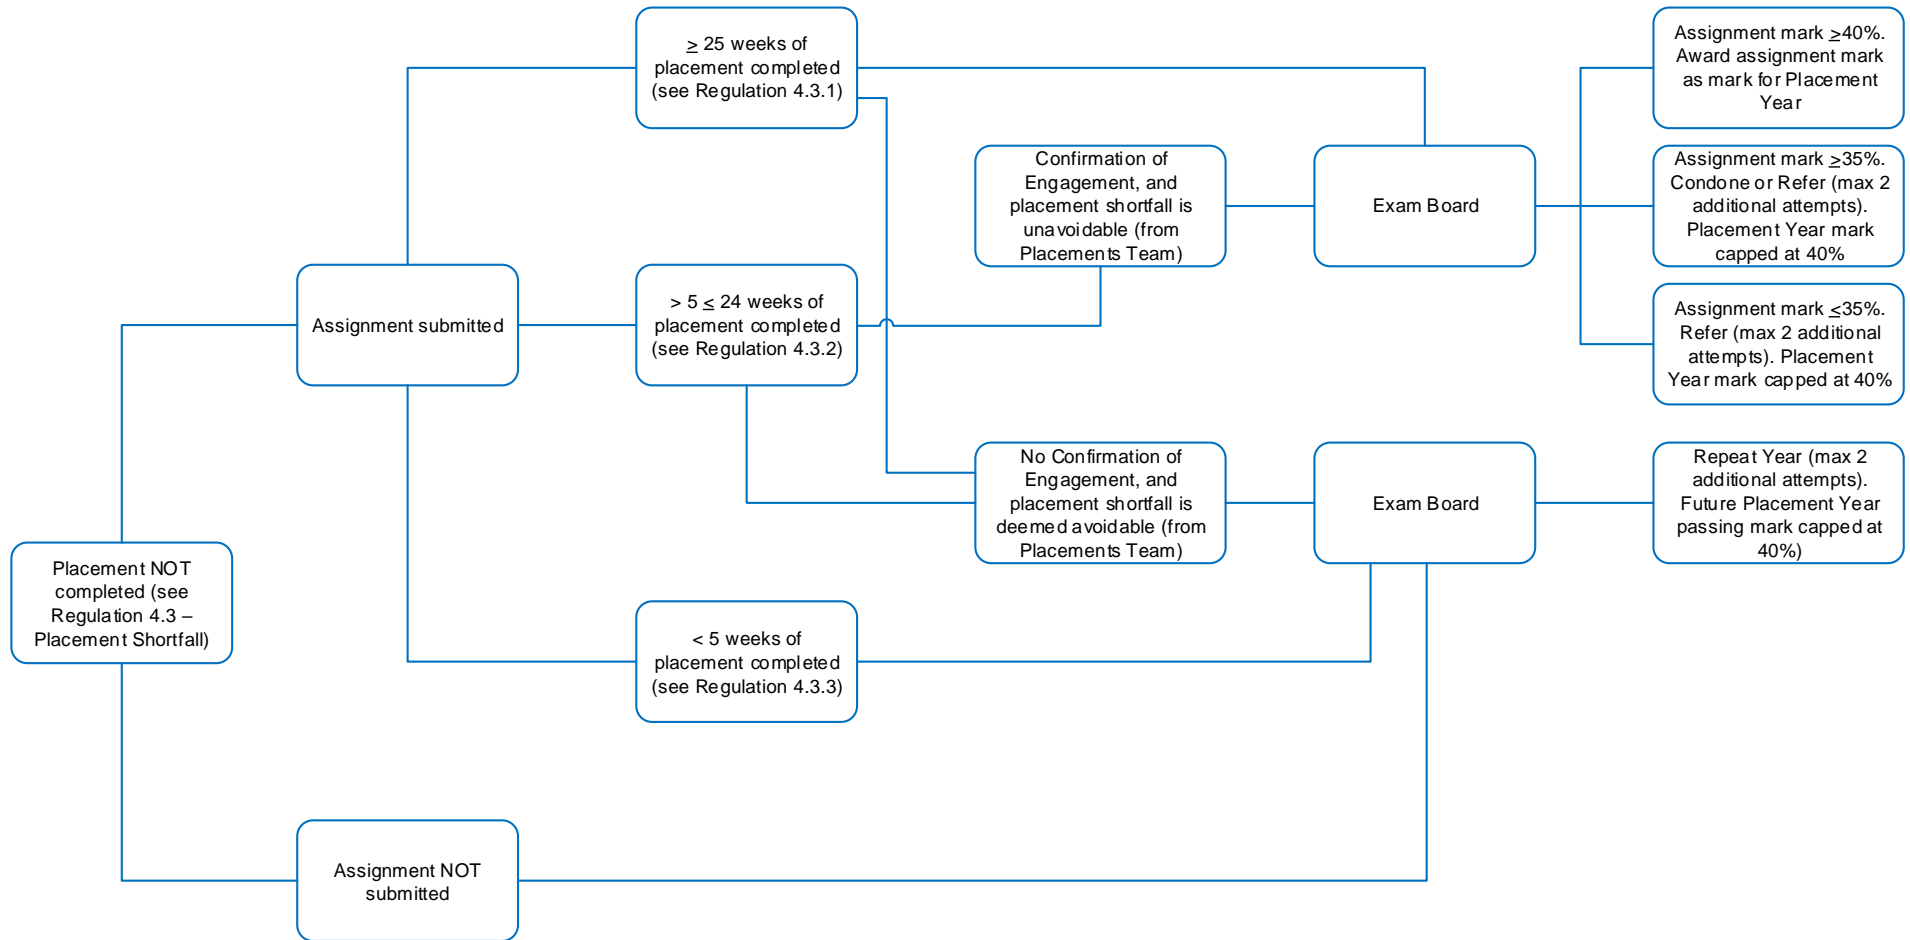 ≥ 25 weeks of
placement completed
(see Regulation 4.3.1)
Assignment mark ≥40%.
Award assignment mark
as mark for Placement
Year
Confirmation of
Engagement, and
placement shortfall is
unavoidable (from
Placements Team)
Exam Board
Assignment mark ≥35%.
Condone or Refer (max 2
additional attempts).
Placement Year mark
capped at 40%
Assignment submitted
> 5 ≤ 24 weeks of
placement completed
(see Regulation 4.3.2)
Assignment mark ≤35%.
Refer (max 2 additional
attempts). Placement
Year mark capped at 40%
No Confirmation of
Engagement, and
placement shortfall is
deemed avoidable (from
Placements Team)
Exam Board
Repeat Year (max 2
additional attempts).
Future Placement Year
passing mark capped at
40%)
Placement NOT
completed (see
Regulation 4.3 –
Placement Shortfall)
< 5 weeks of
placement completed
(see Regulation 4.3.3)
Assignment NOT
submitted